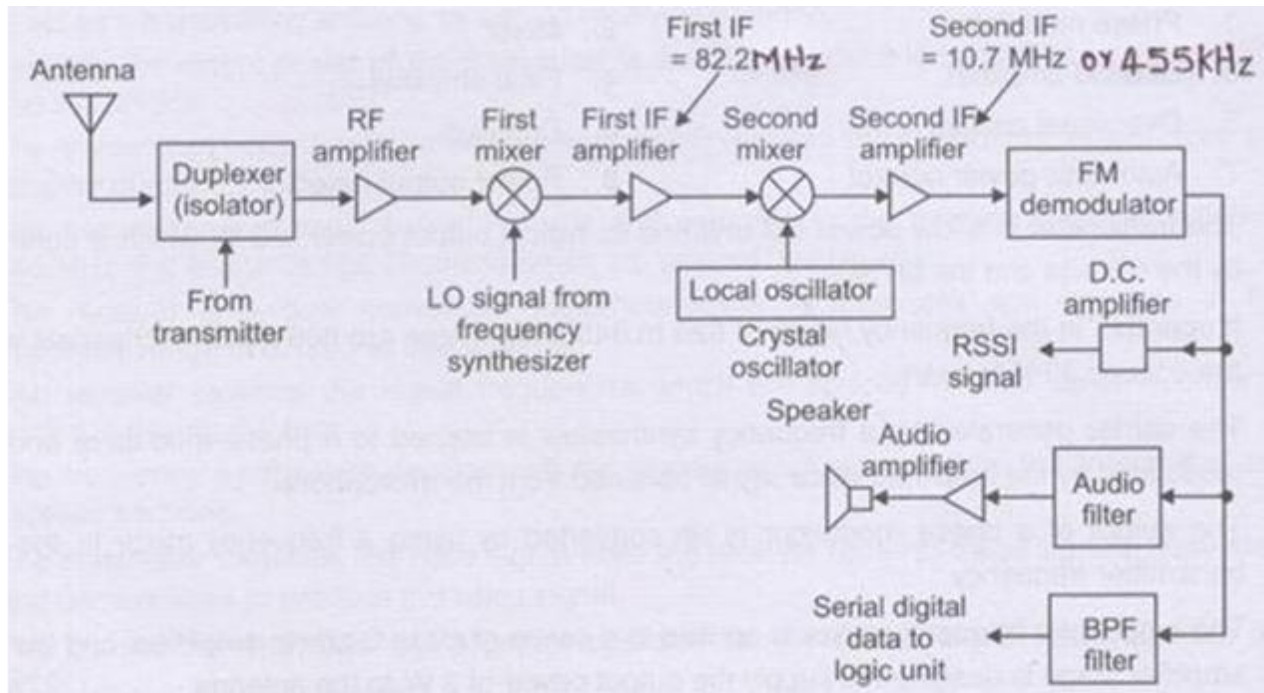 First IF
= 82.2MHz
Second IF
= 10.7 MHz or 455kHz
Antenna
RF
amplifier
First
mixer
First IF
amplifier
Second
mixer
Second IF
amplifier
Duplexer
(isolator)
FM
demodulator
From
transmitter
LO signal from
frequency
synthesizer
Local oscillator
Crystal
oscillator
D.C.
amplifier
RSSI
signal
Speaker
Audio
amplifier
Audio
filter
Serial digital
data to
logic unit
BPF
filter